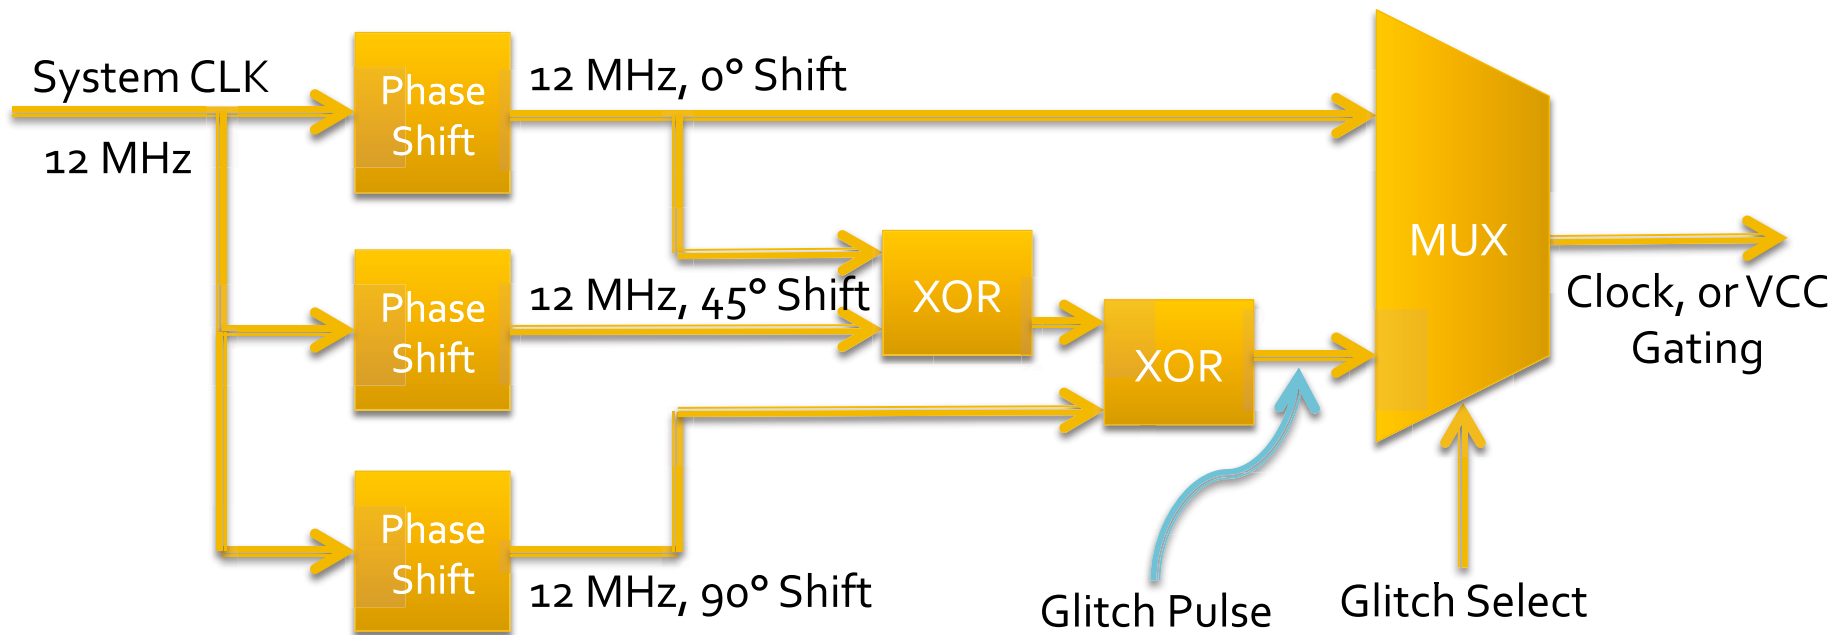 System CLK
12 MHz
Phase
Shift
12 MHz, 0° Shift
Phase
Shift
12 MHz, 45° Shift
Phase
Shift
12 MHz, 90° Shift
XOR
XOR
MUX
Clock, or VCC
Gating
Glitch Pulse
Glitch Select